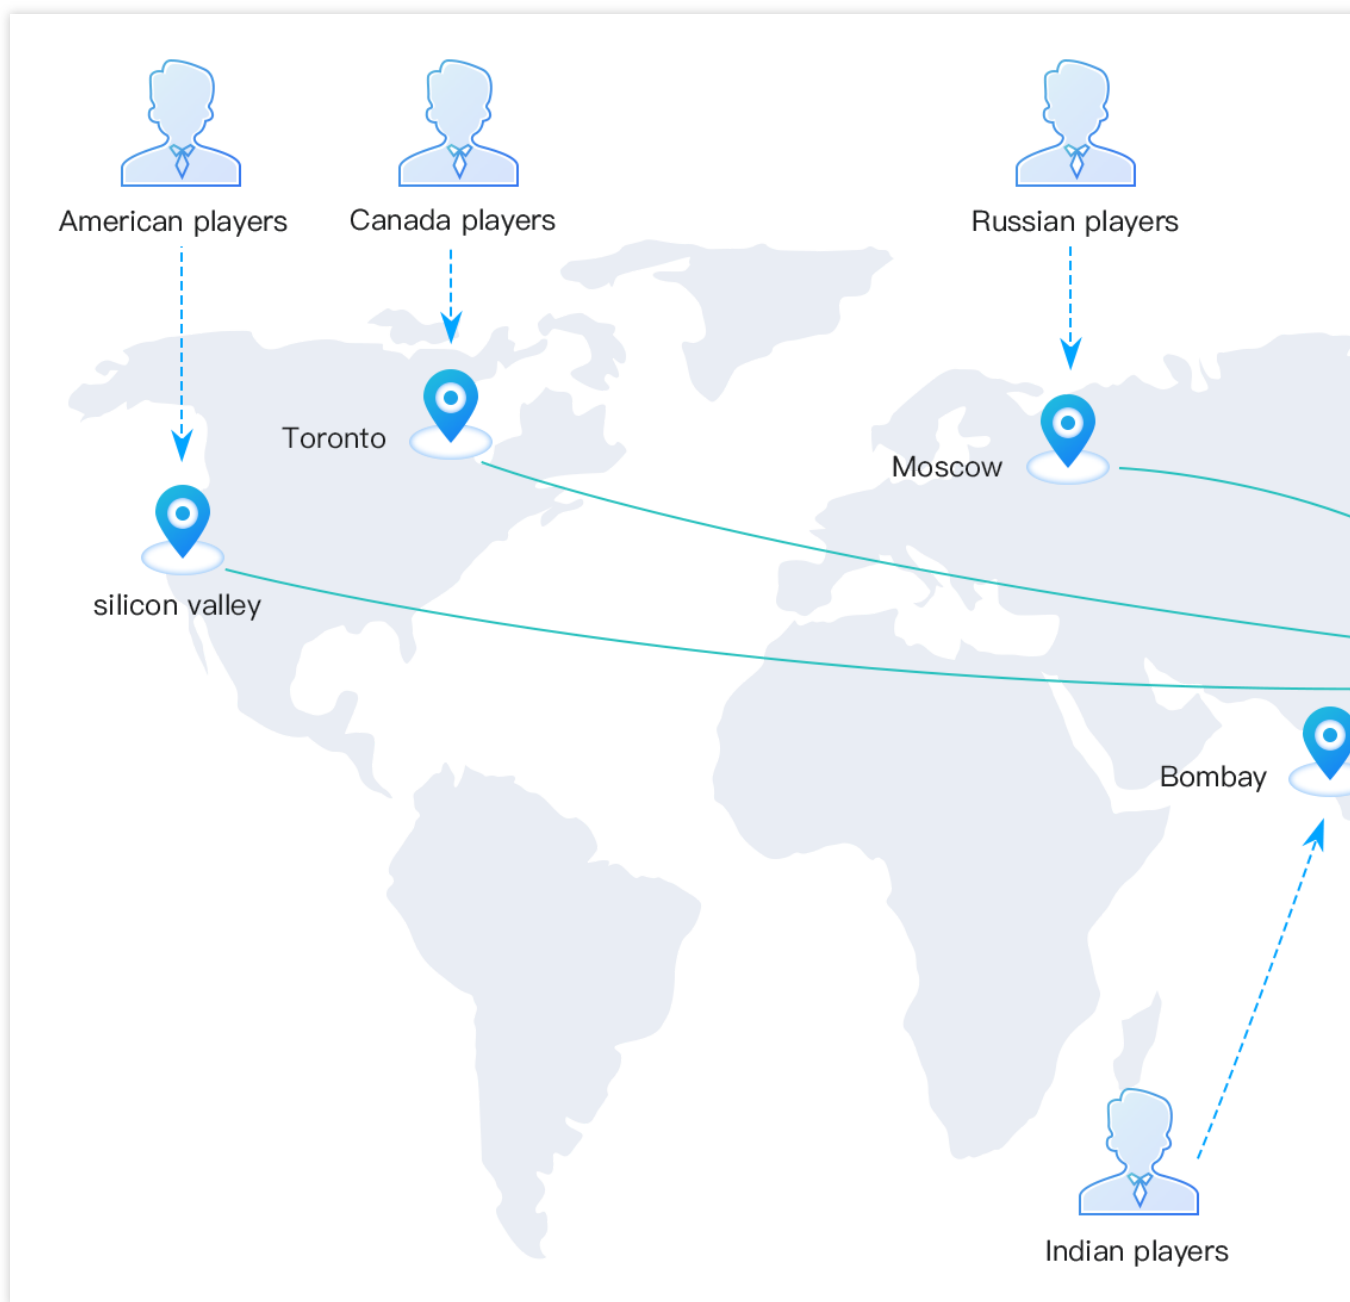 American players
Canada players
Russian players
Toronto
Moscow
silicon valley
Bombay
Indian players